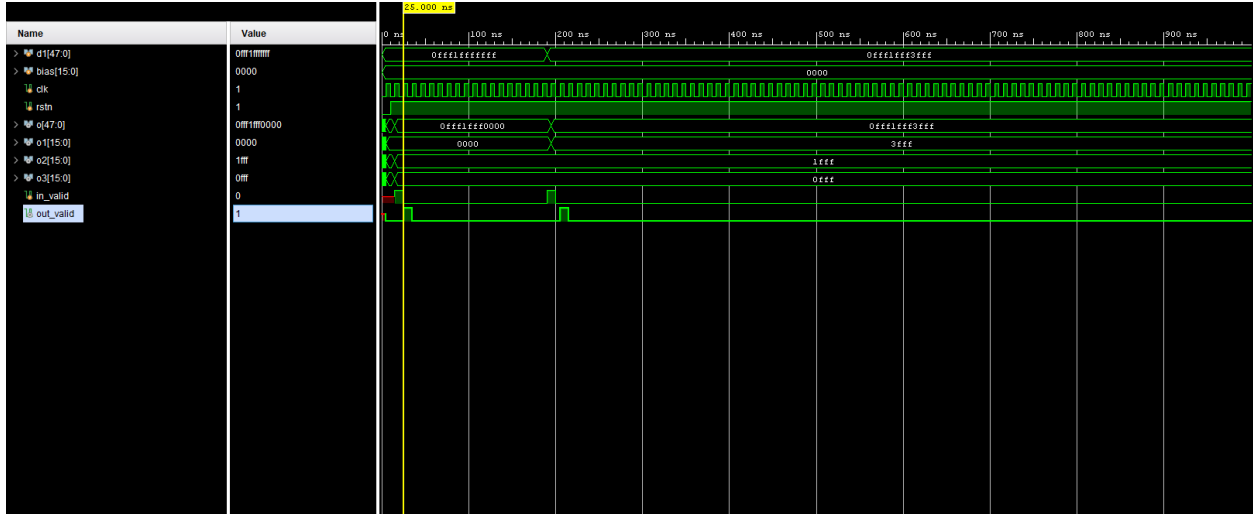 25.000 ns
Name Value
0 ns 100 ns 200 ns 300 ns 400 ns 500 ns 600 ns 700 ns 800 ns 900 ns
> d1[47:0] 0fff1fffffff 0fff1fffffff 0fff1fff3fff
> bias[15:0] 0000 0000
clk 1
rstn 1
> o[47:0] 0fff1fff0000 0fff1fff0000 0fff1fff3fff
> o1[15:0] 0000 0000 3fff
> o2[15:0] 1fff 1fff
> o3[15:0] 0fff 0fff
in_valid 0
out_valid 1